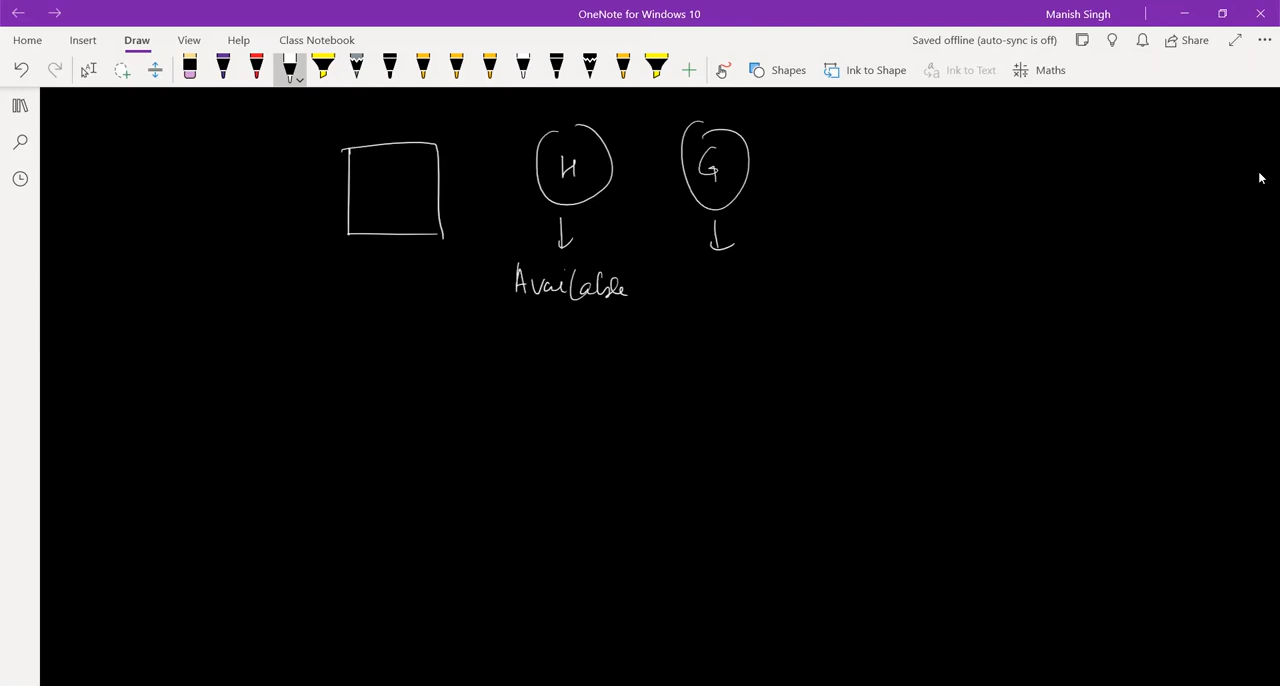 OneNote for Windows 10
Manish Singh
Home Insert Draw View Help Class Notebook
Saved offline (auto-sync is off) Share
Shapes Ink to Shape Ink to Text Maths
H G
Available